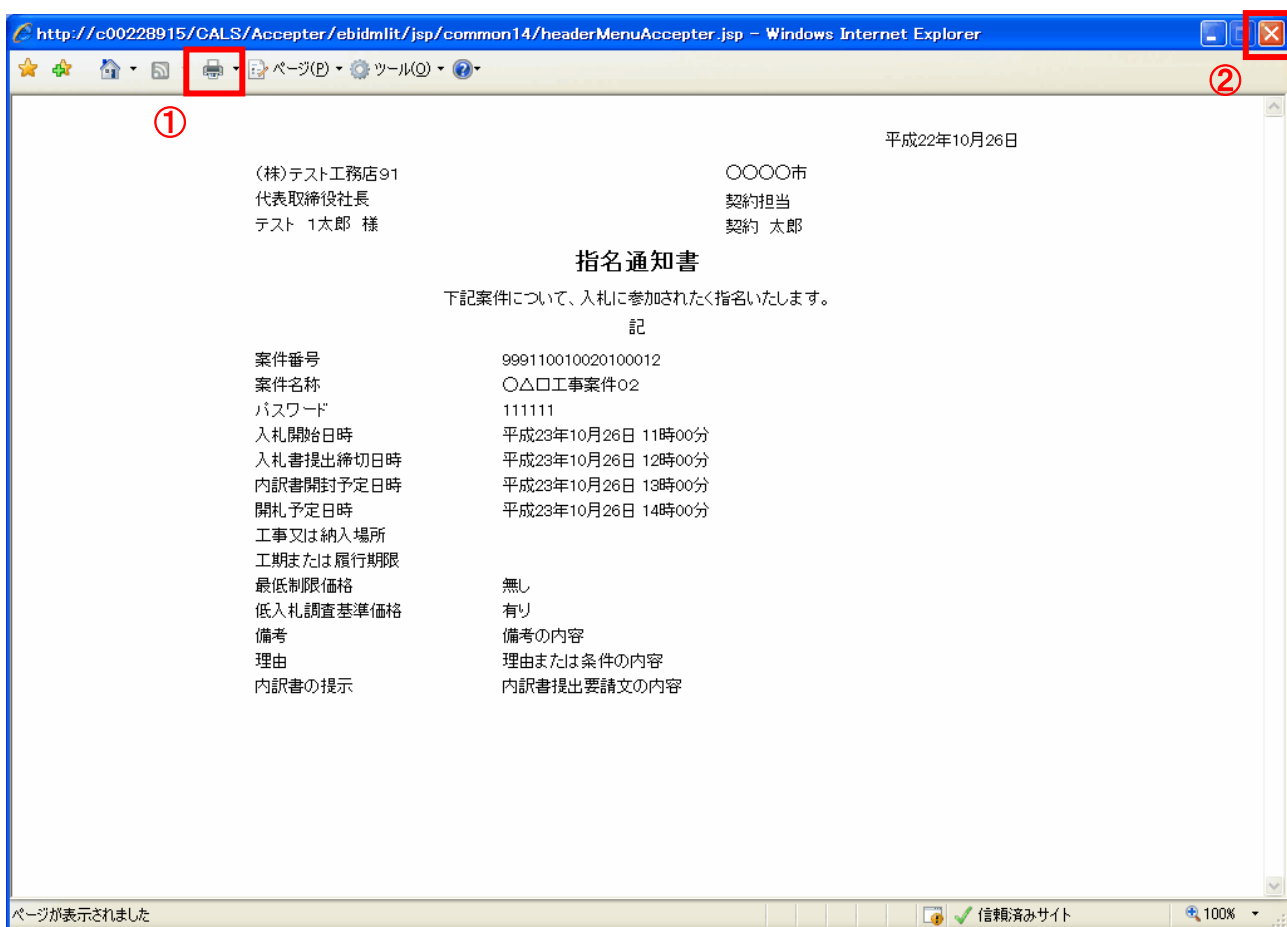 http://c00228915/CALS/Accepter/ebidmlit/jsp/common14/headerMenuAccepter.jsp - Windows Internet Explorer
②
ページ(P) ツール(O)
①
平成22年10月26日
(株)テスト工務店91 〇〇〇〇市
代表取締役社長 契約担当
テスト 1太郎 様 契約 太郎
指名通知書
下記案件について、入札に参加されたく指名いたします。
記
案件番号 999110010020100012
案件名称 〇△口工事案件02
パスワード 111111
入札開始日時 平成23年10月26日 11時00分
入札書提出締切日時 平成23年10月26日 12時00分
内訳書開封予定日時 平成23年10月26日 13時00分
開札予定日時 平成23年10月26日 14時00分
工事又は納入場所
工期または履行期限
最低制限価格 無し
低入札調査基準価格 有り
備考 備考の内容
理由 理由または条件の内容
内訳書の提示 内訳書提出要請文の内容
ページが表示されました 信頼済みサイト 100%